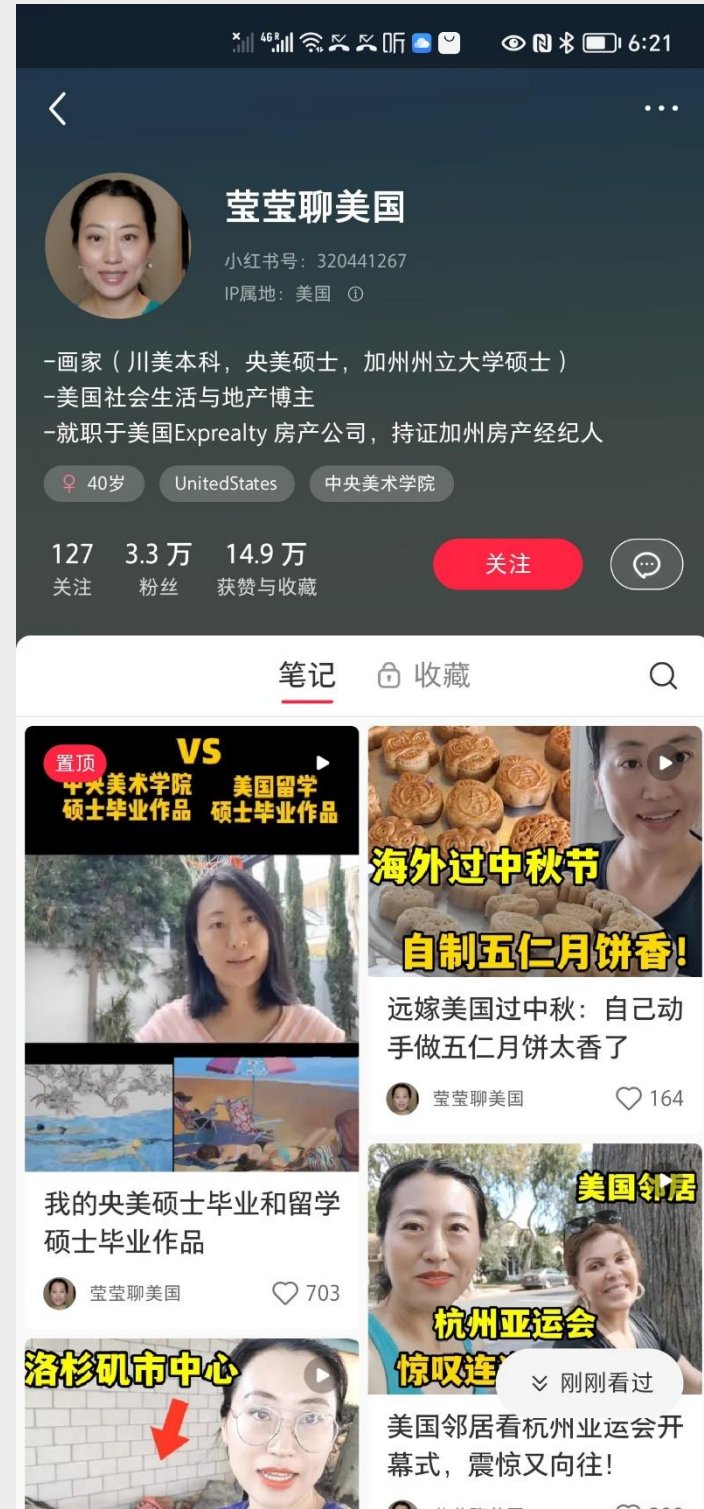 听
6:21
莹莹聊美国
小红书号：320441267
IP属地：美国
-画家（川美本科，央美硕士，加州州立大学硕士）
-美国社会生活与地产博主
-就职于美国Exprealty 房产公司，持证加州房产经纪人
40岁
UnitedStates
中央美术学院
127
关注
3.3 万
粉丝
14.9 万
获赞与收藏
关注
笔记
收藏
置顶
VS
中央美术学院
硕士毕业作品
美国留学
硕士毕业作品
我的央美硕士毕业和留学
硕士毕业作品
莹莹聊美国
703
海外过中秋节
自制五仁月饼香！
远嫁美国过中秋：自己动
手做五仁月饼太香了
莹莹聊美国
164
洛杉矶市中心
美国邻居
杭州亚运会
惊叹连
刚刚看过
美国邻居看杭州亚运会开
幕式，震惊又向往！